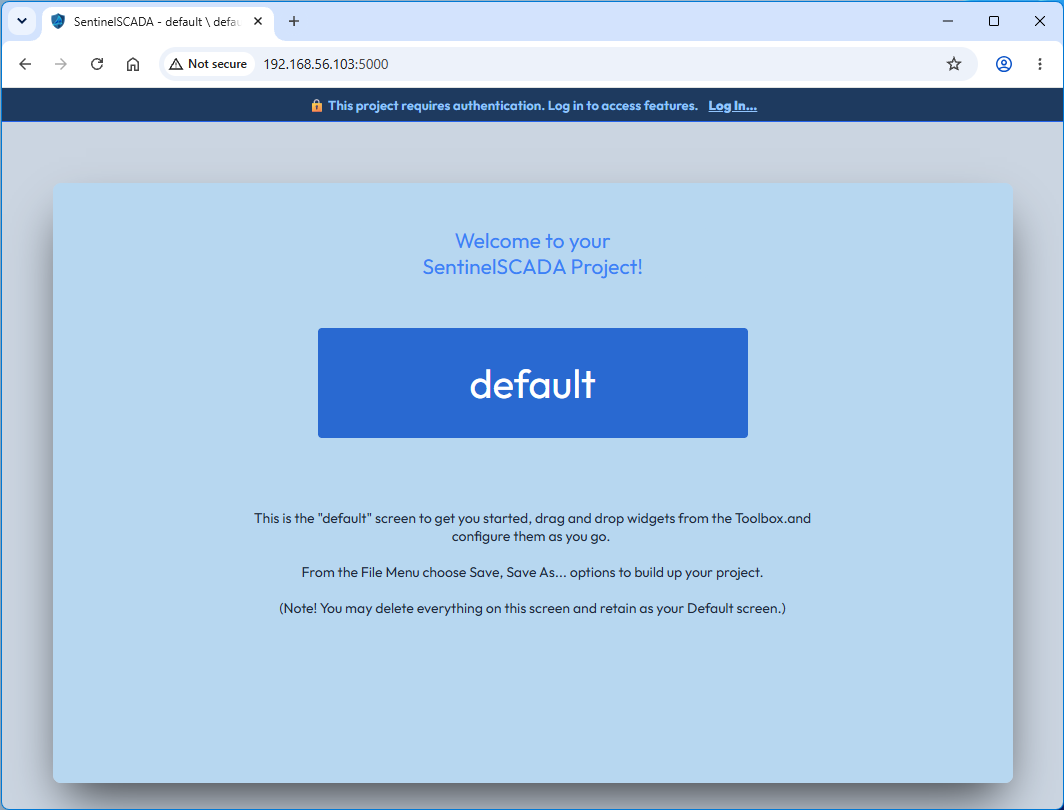 SentinelSCADA - default \ defau
Not secure
192.168.56.103:5000
This project requires authentication. Log in to access features. Log In...
Welcome to your
SentinelSCADA Project!
default
This is the "default" screen to get you started, drag and drop widgets from the Toolbox.and
configure them as you go.
From the File Menu choose Save, Save As... options to build up your project.
(Note! You may delete everything on this screen and retain as your Default screen.)